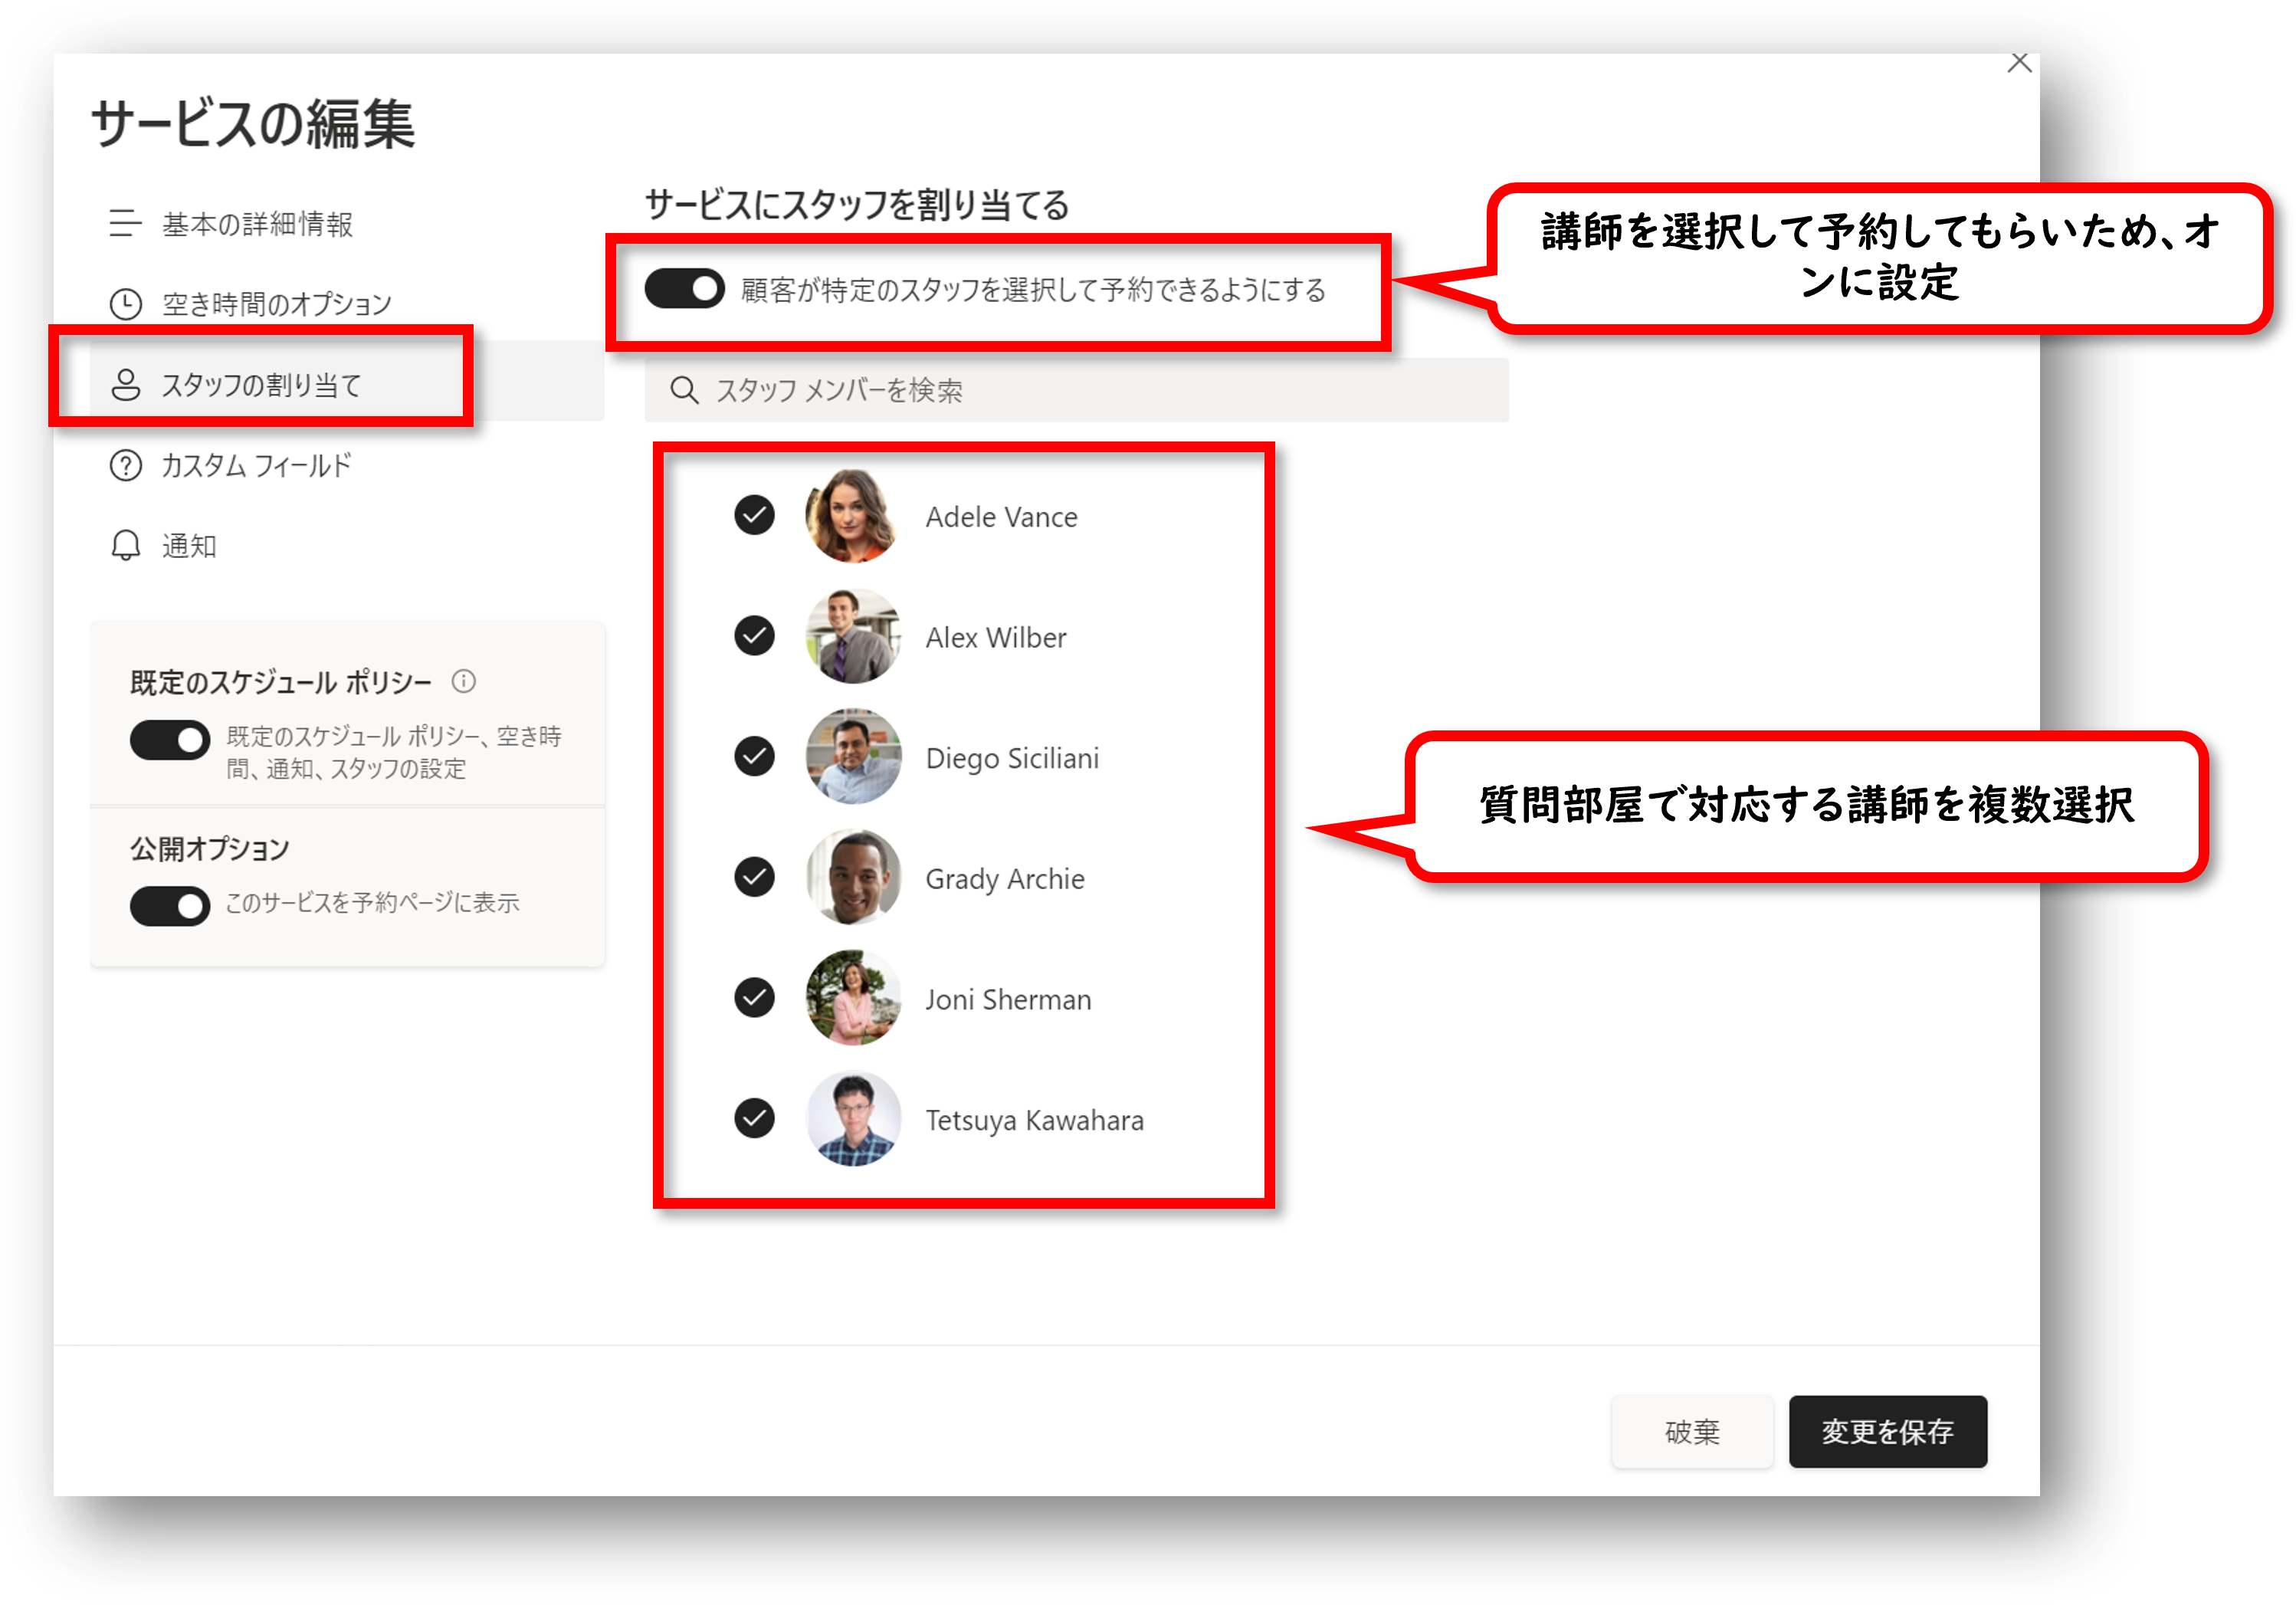 サービスの編集
基本の詳細情報
空き時間のオプション
スタッフの割り当て
カスタム フィールド
通知
既定のスケジュール ポリシー
既定のスケジュール ポリシー、空き時
間、通知、スタッフの設定
公開オプション
このサービスを予約ページに表示
サービスにスタッフを割り当てる
顧客が特定のスタッフを選択して予約できるようにする
講師を選択して予約してもらいため、オ
ンに設定
スタッフ メンバーを検索
Adele Vance
Alex Wilber
Diego Siciliani
Grady Archie
Joni Sherman
Tetsuya Kawahara
質問部屋で対応する講師を複数選択
破棄
変更を保存